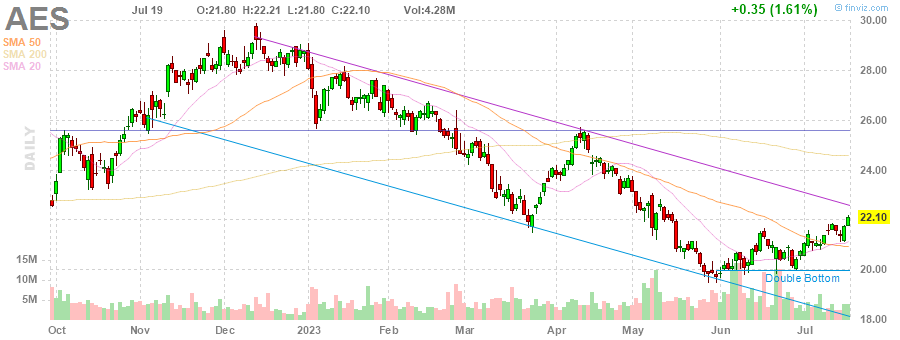 AES
Jul 19 O:21.80 H:22.21 L:21.80 C:22.10 Vol:4.28M +0.35 (1.61%)
© finviz.com
SMA 50
SMA 200
SMA 20
DAILY
30.00
28.00
26.00
24.00
22.10
20.00
18.00
15M
10M
5M
Double Bottom
Oct Nov Dec 2023 Feb Mar Apr May Jun Jul